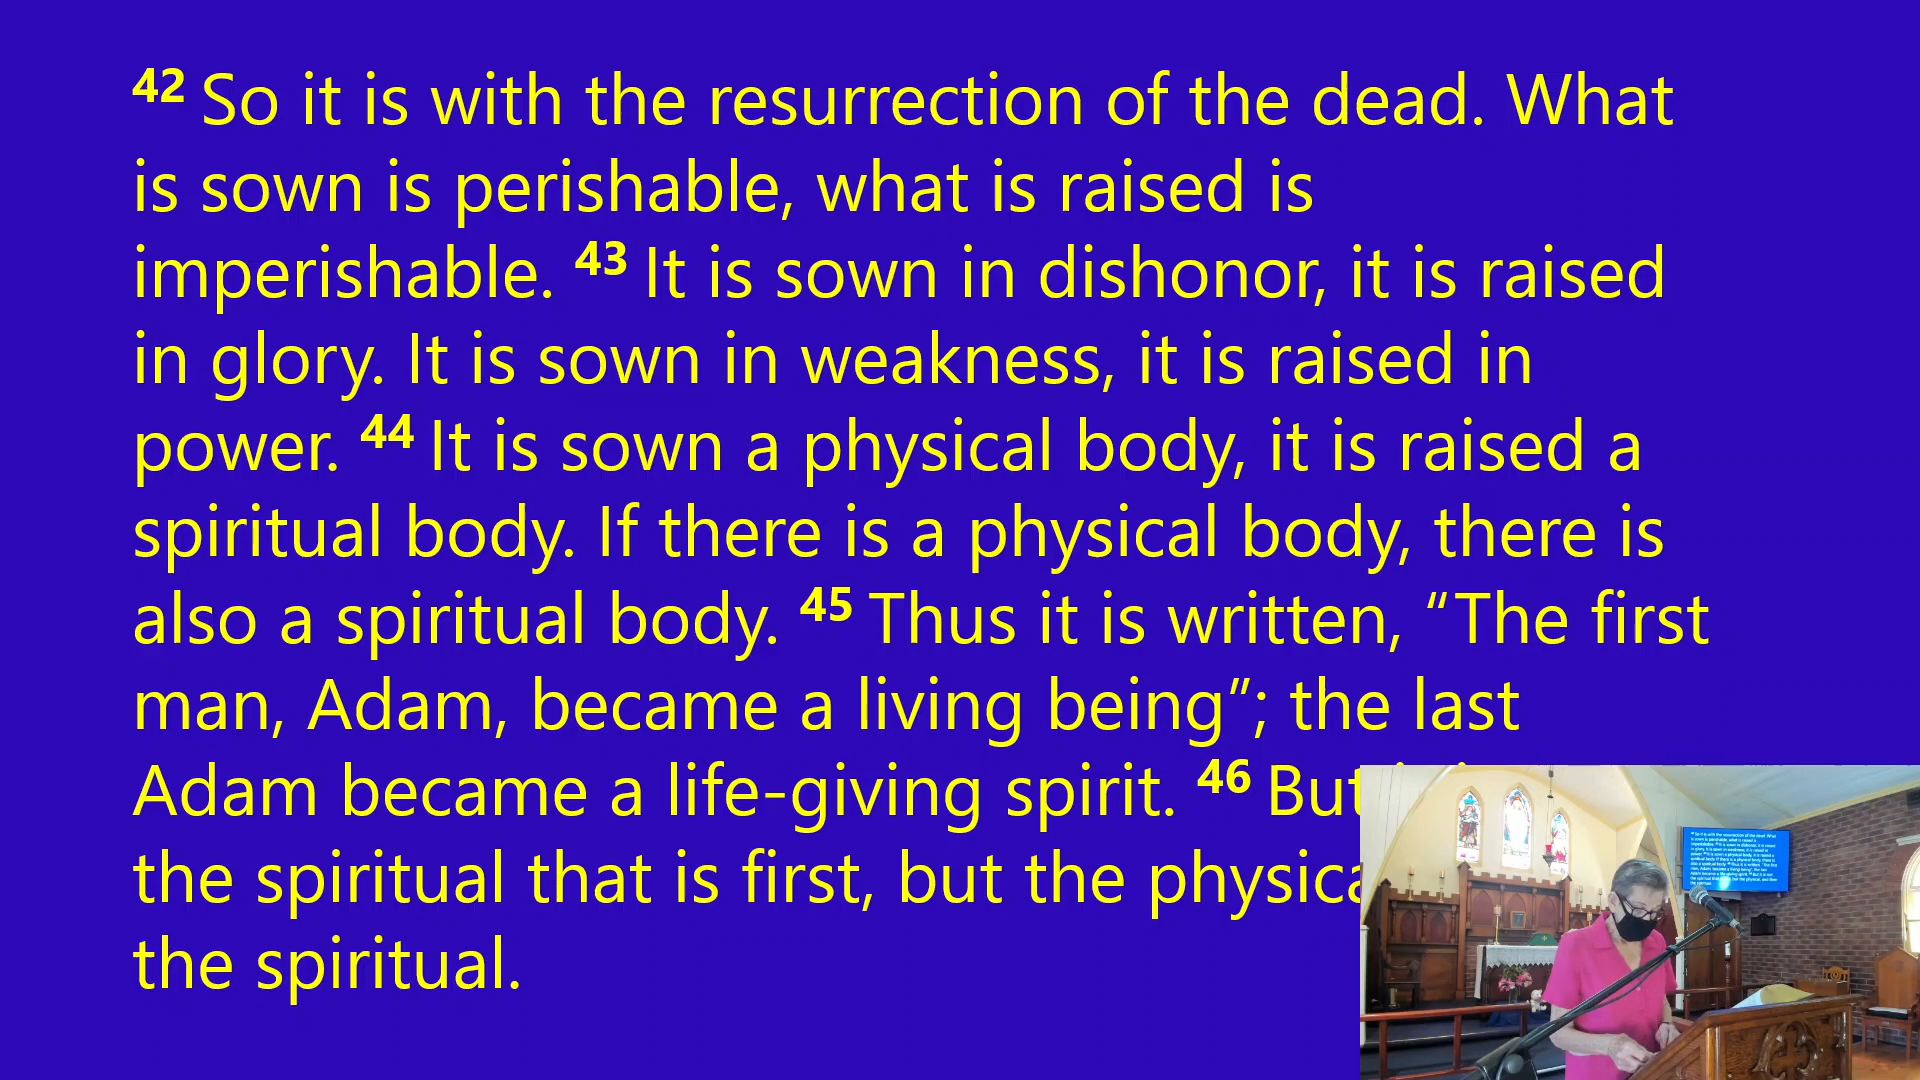 42 So it is with the resurrection of the dead. What
is sown is perishable, what is raised is
imperishable. 43 It is sown in dishonor, it is raised
in glory. It is sown in weakness, it is raised in
power. 44 It is sown a physical body, it is raised a
spiritual body. If there is a physical body, there is
also a spiritual body. 45 Thus it is written, “The first
man, Adam, became a living being”; the last
Adam became a life-giving spirit. 46 But
the spiritual that is first, but the physica
the spiritual.